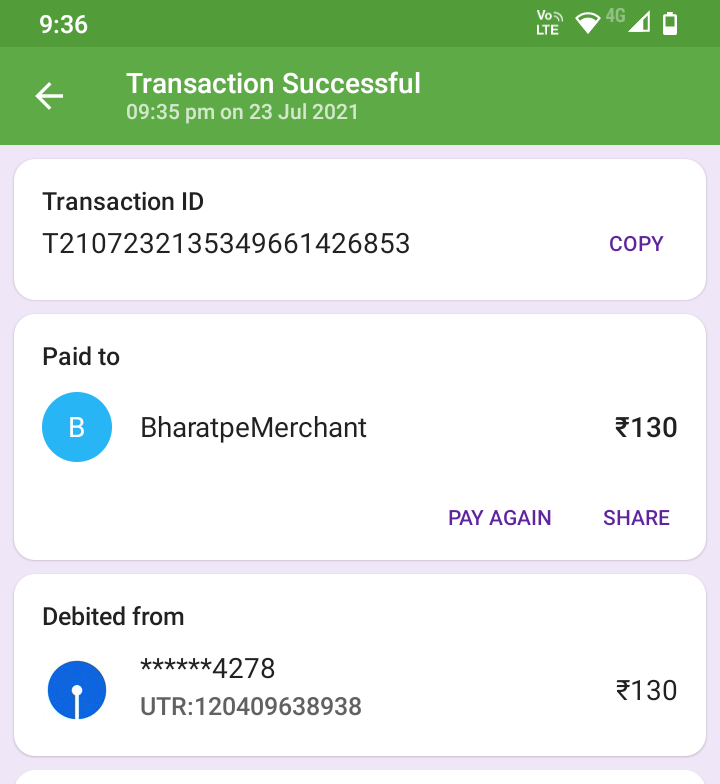 9:36
Vo LTE 4G
Transaction Successful
09:35 pm on 23 Jul 2021
Transaction ID
T2107232135349661426853
COPY
Paid to
B
BharatpeMerchant
₹130
PAY AGAIN
SHARE
Debited from
******4278
₹130
UTR:120409638938